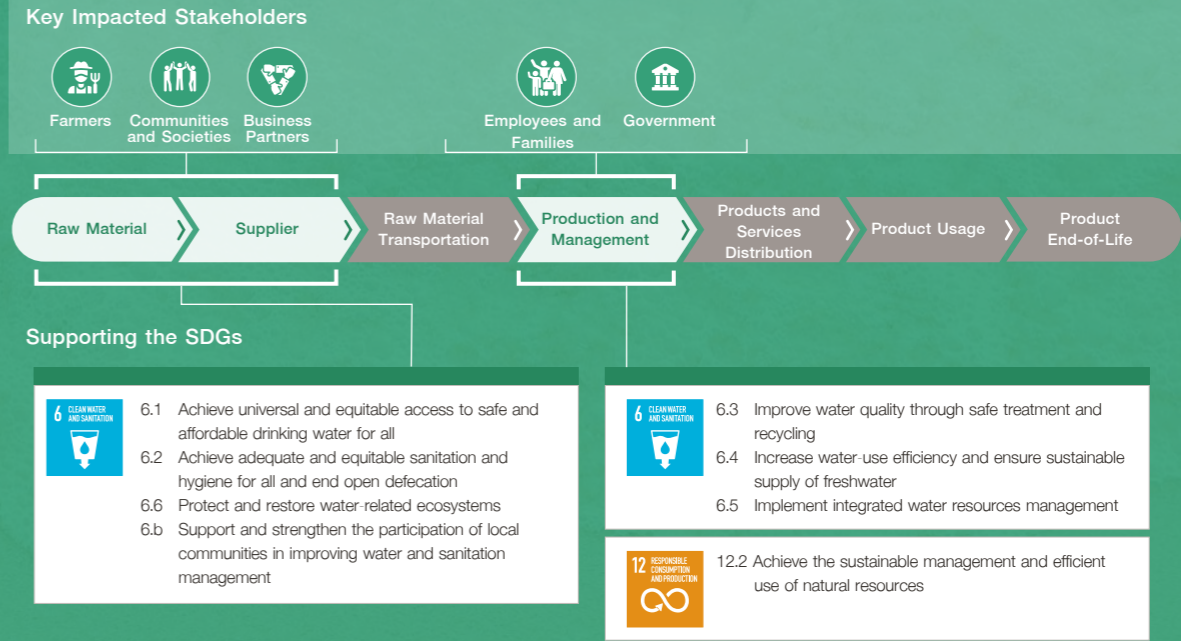 Key Impacted Stakeholders
Farmers
Communities
and Societies
Business
Partners
Employees and
Families
Government
Raw Material
Supplier
Raw Material
Transportation
Production and
Management
Products and
Services
Distribution
Product Usage
Product
End-of-Life
Supporting the SDGs
6 CLEAN WATER
AND SANITATION
6.1 Achieve universal and equitable access to safe and
affordable drinking water for all
6.2 Achieve adequate and equitable sanitation and
hygiene for all and end open defecation
6.6 Protect and restore water-related ecosystems
6.b Support and strengthen the participation of local
communities in improving water and sanitation
management
6 CLEAN WATER
AND SANITATION
6.3 Improve water quality through safe treatment and
recycling
6.4 Increase water-use efficiency and ensure sustainable
supply of freshwater
6.5 Implement integrated water resources management
12 RESPONSIBLE
CONSUMPTION
AND PRODUCTION
12.2 Achieve the sustainable management and efficient
use of natural resources